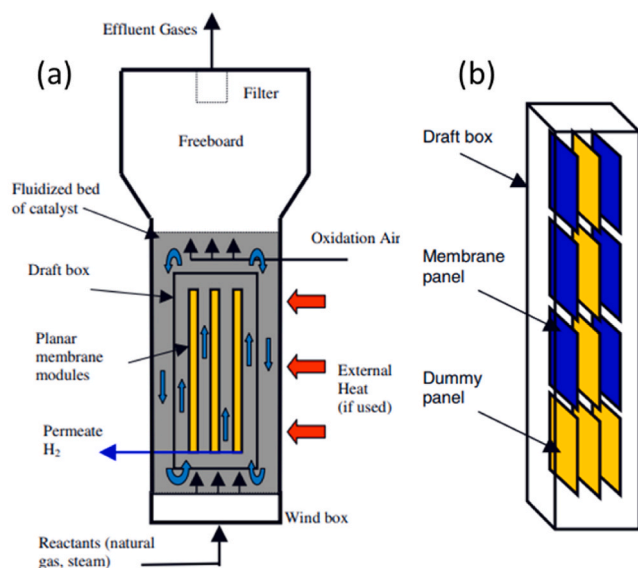 Effluent Gases
(a)
Filter
Freeboard
Fluidized bed
of catalyst
Oxidation Air
Draft box
Planar
membrane
modules
External
Heat
(if used)
Permeate
H₂
Wind box
Reactants (natural
gas, steam)
(b)
Draft box
Membrane
panel
Dummy
panel